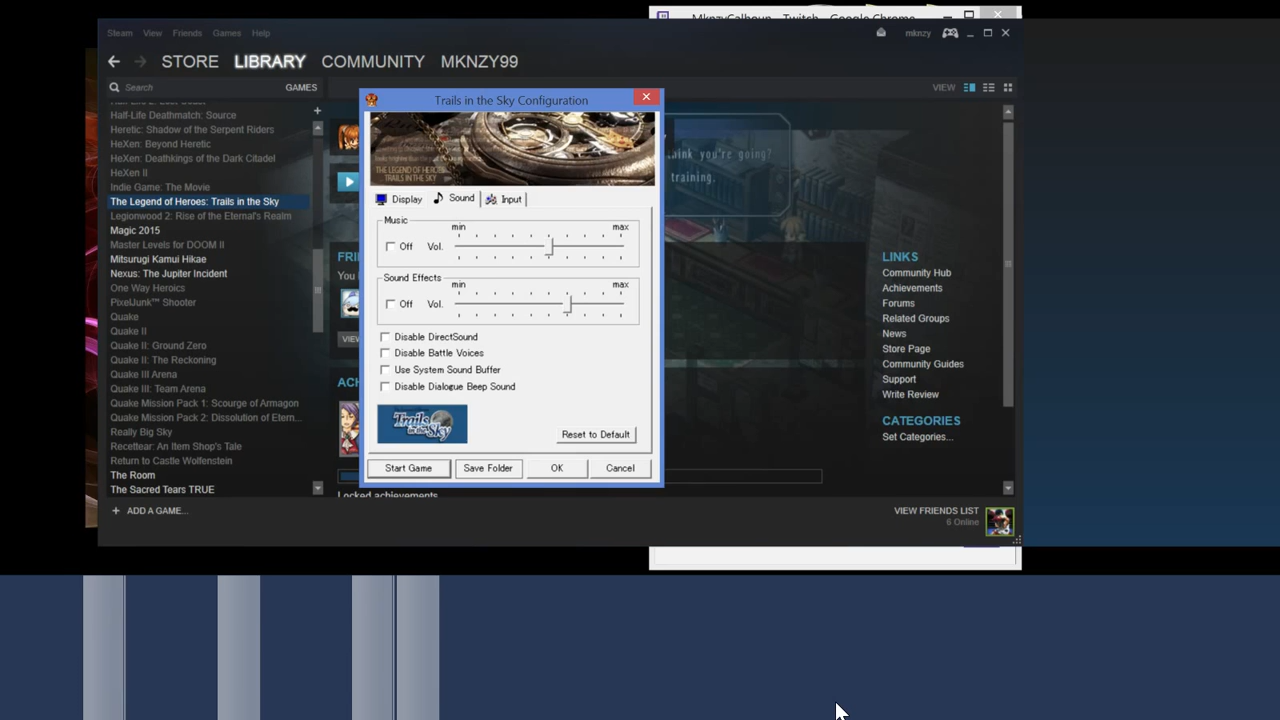 MknzyCalhoun - Twitch - Google Chrome
Steam View Friends Games Help
mknzy
STORE LIBRARY COMMUNITY MKNZY99
Search GAMES
VIEW
Half-Life Deathmatch: Source
Heretic: Shadow of the Serpent Riders
HeXen: Beyond Heretic
HeXen: Deathkings of the Dark Citadel
HeXen II
Indie Game: The Movie
The Legend of Heroes: Trails in the Sky
Legionwood 2: Rise of the Eternal's Realm
Magic 2015
Master Levels for DOOM II
Mitsurugi Kamui Hikae
Nexus: The Jupiter Incident
One Way Heroics
PixelJunk™ Shooter
Quake
Quake II
Quake II: Ground Zero
Quake II: The Reckoning
Quake III Arena
Quake III: Team Arena
Quake Mission Pack 1: Scourge of Armagon
Quake Mission Pack 2: Dissolution of Etern...
Really Big Sky
Recettear: An Item Shop's Tale
Return to Castle Wolfenstein
The Room
The Sacred Tears TRUE
+ ADD A GAME...
Trails in the Sky Configuration
THE LEGEND OF HEROES
TRAILS IN THE SKY
Display Sound Input
Music
min max
Off Vol.
Sound Effects
min max
Off Vol.
Disable DirectSound
Disable Battle Voices
Use System Sound Buffer
Disable Dialogue Beep Sound
Trails in the Sky
Reset to Default
Start Game Save Folder OK Cancel
think you're going?
training.
FRI
You
VIEW
ACH
Locked achievements
LINKS
Community Hub
Achievements
Forums
Related Groups
News
Store Page
Community Guides
Support
Write Review
CATEGORIES
Set Categories...
VIEW FRIENDS LIST
6 Online